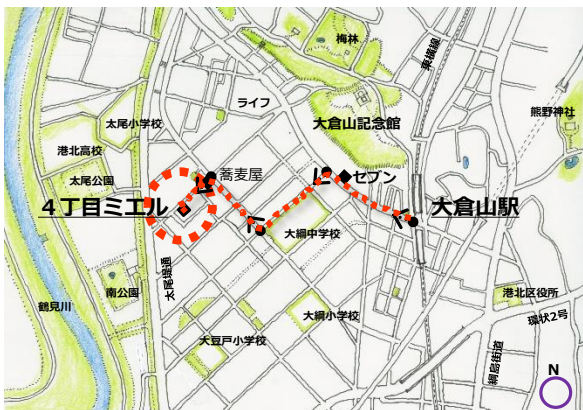 梅林
東横線
ライフ
熊野神社
太尾小学校
大倉山記念館
港北高校
蕎麦屋
セブン
太尾公園
4丁目ミエル
大倉山駅
大綱中学校
太尾堤通
南公園
港北区役所
鶴見川
環状2号
大綱小学校
大豆戸小学校
綱島街道
N